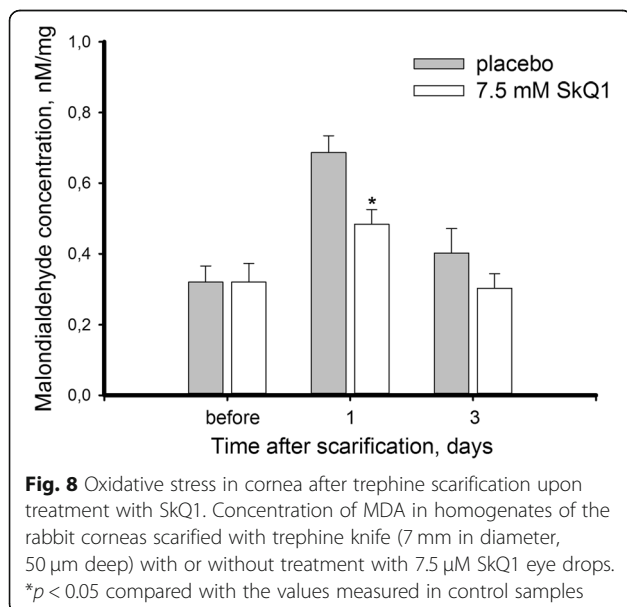 1,0
0,8
0,6
0,4
0,2
0,0
Malondialdehyde concentration, nM/mg
placebo
7.5 mM SkQ1
*
before 1 3
Time after scarification, days
Fig. 8 Oxidative stress in cornea after trephine scarification upon
treatment with SkQ1. Concentration of MDA in homogenates of the
rabbit corneas scarified with trephine knife (7 mm in diameter,
50 μm deep) with or without treatment with 7.5 μM SkQ1 eye drops.
*p < 0.05 compared with the values measured in control samples